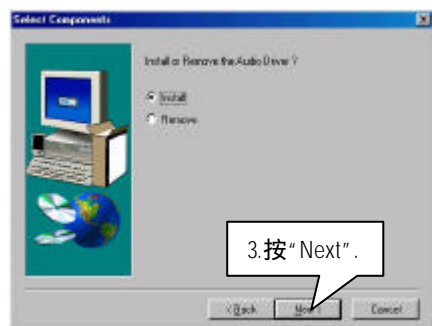 Select Components
Install or Remove the Audio Driver ?
Install
Remove
3.按“Next”.
< Back
Next >
Cancel